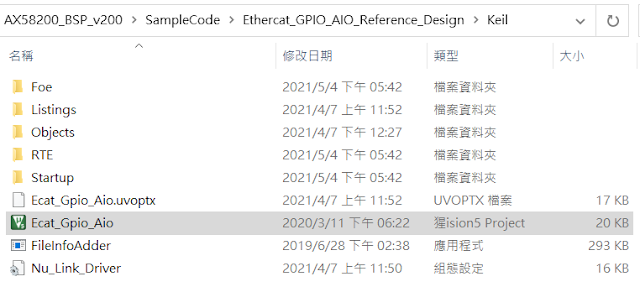 AX58200_BSP_v200 > SampleCode > Ethercat_GPIO_AIO_Reference_Design > Keil
名稱 修改日期 類型 大小
Foe 2021/5/4 下午 05:42 檔案資料夾
Listings 2021/4/7 上午 11:52 檔案資料夾
Objects 2021/4/7 下午 12:27 檔案資料夾
RTE 2021/5/4 下午 05:42 檔案資料夾
Startup 2021/5/4 下午 05:42 檔案資料夾
Ecat_Gpio_Aio.uvoptx 2021/4/7 上午 11:52 UVOPTX 檔案 17 KB
Ecat_Gpio_Aio 2020/3/11 下午 06:22 猩ision5 Project 20 KB
FileInfoAdder 2019/6/28 下午 02:38 應用程式 293 KB
Nu_Link_Driver 2021/4/7 上午 11:50 組態設定 16 KB